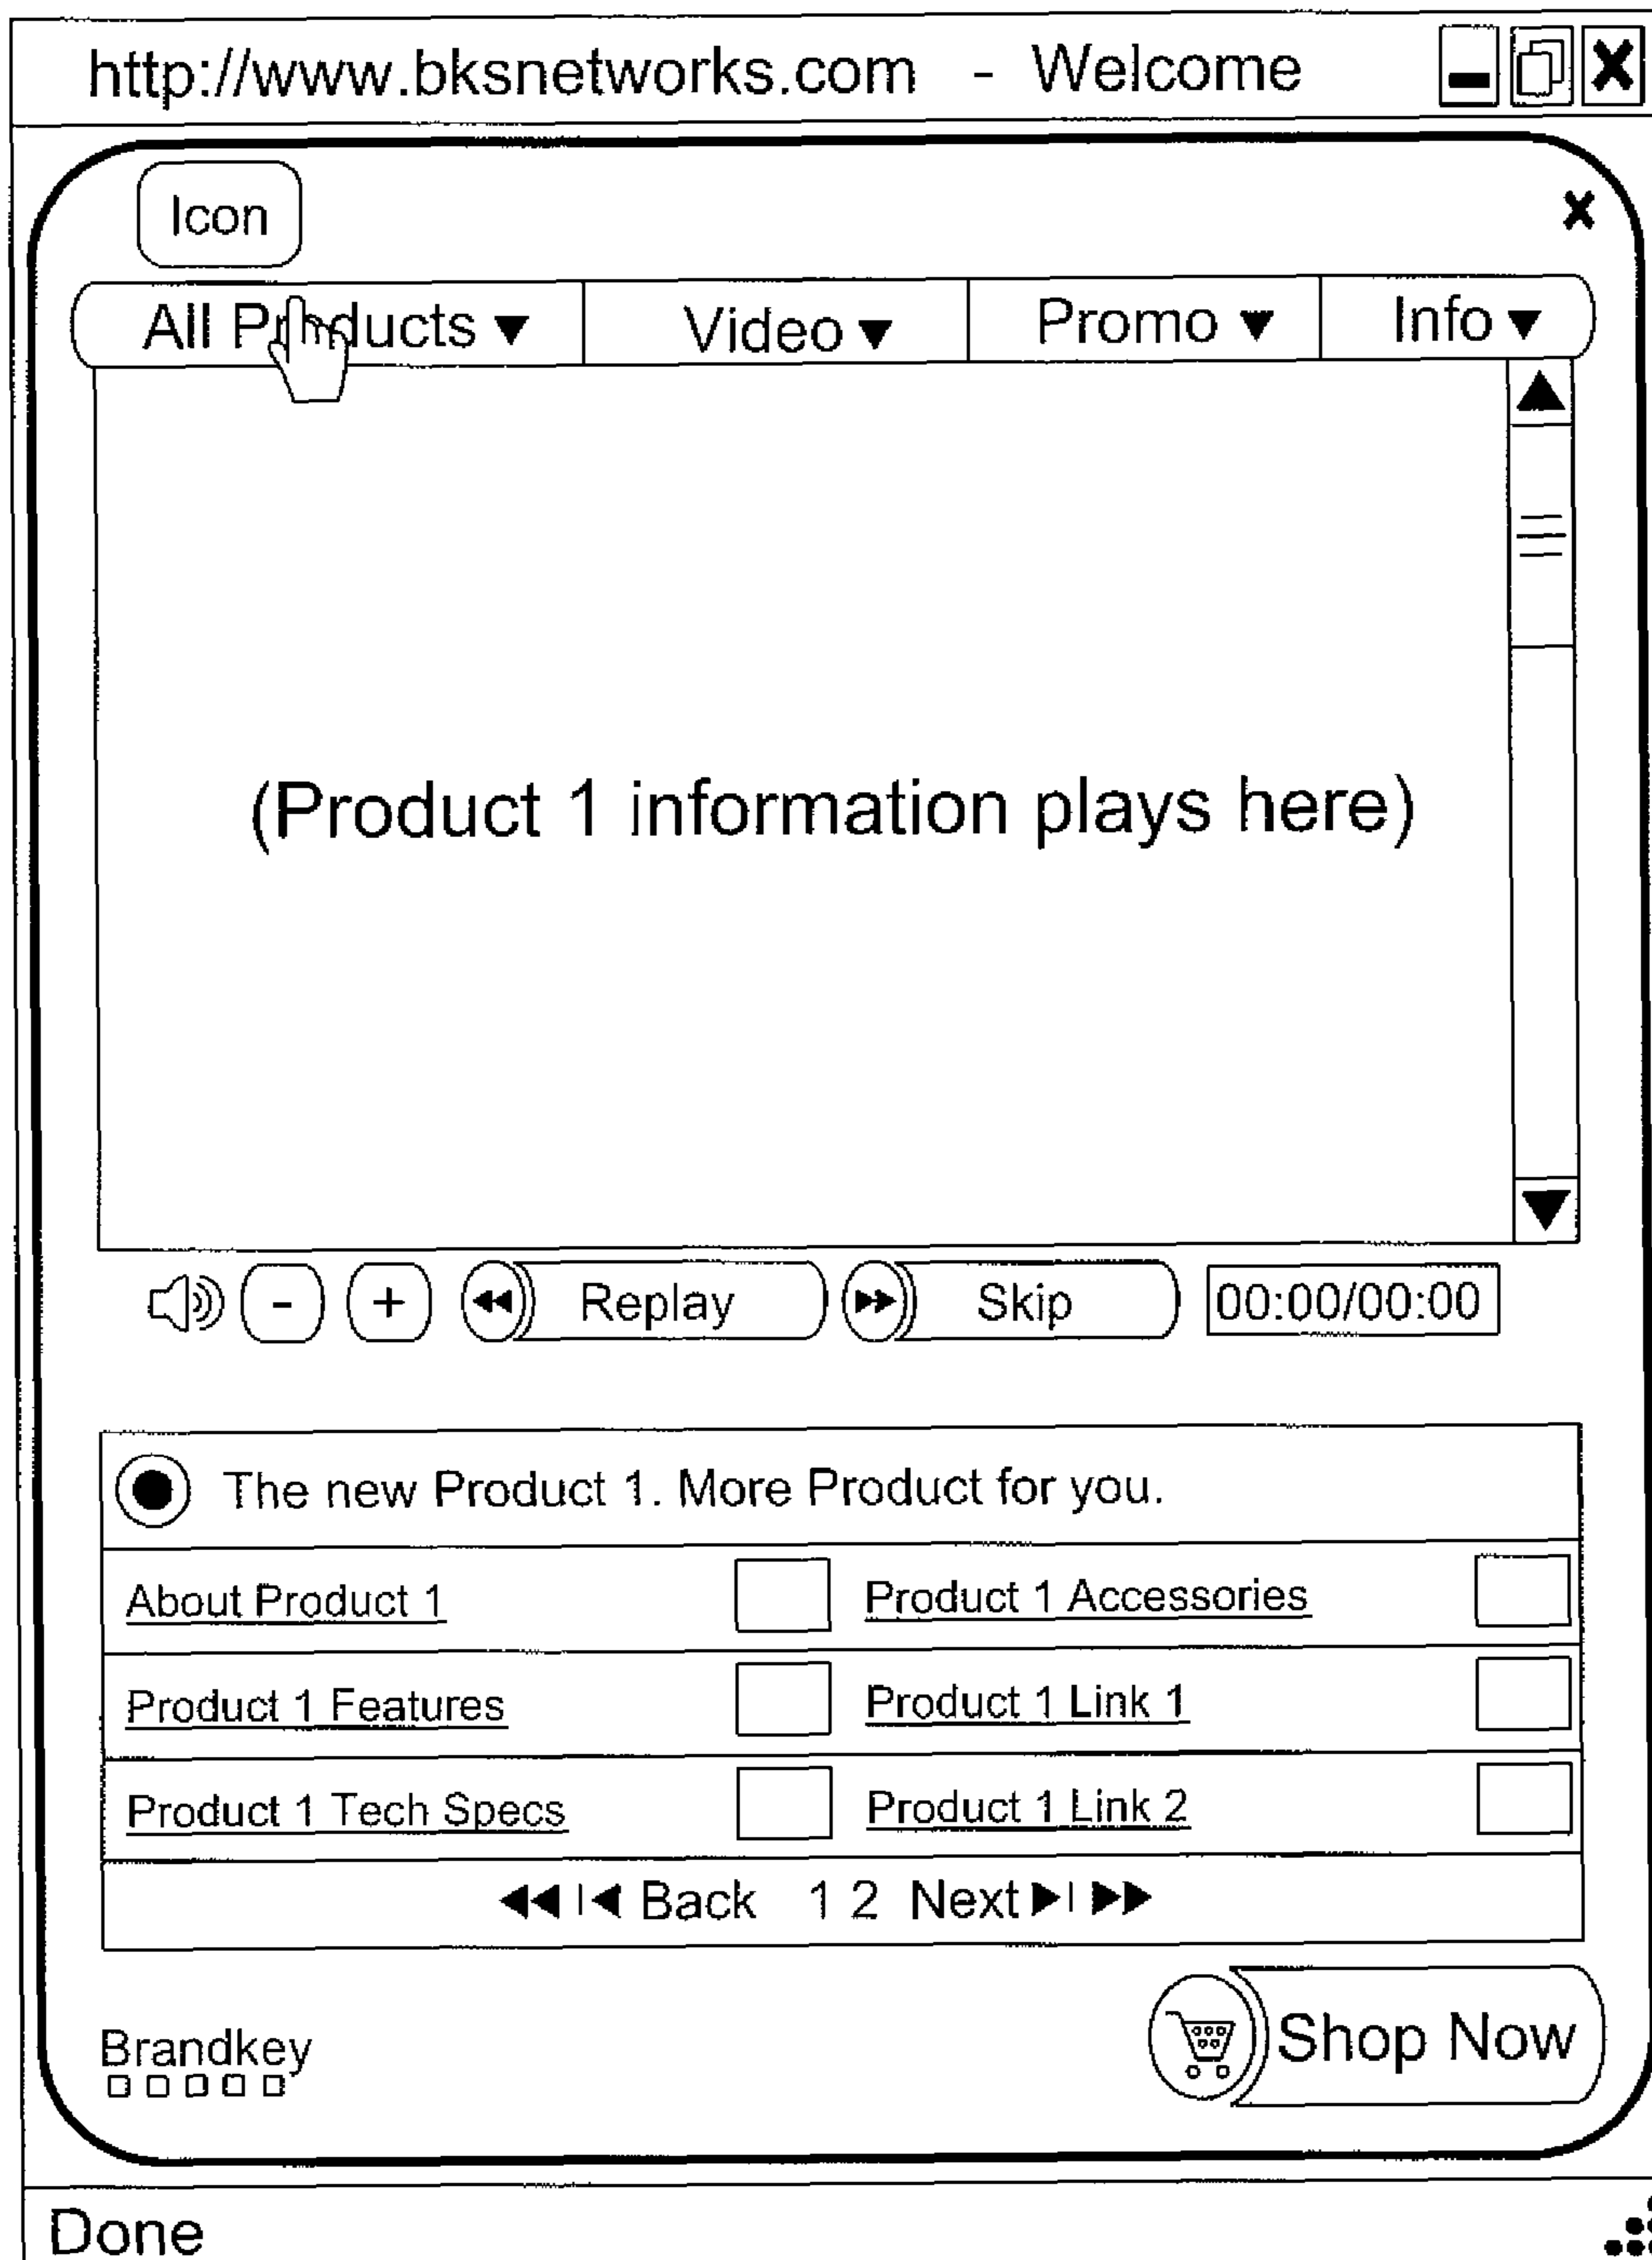 http://www.bksnetworks.com - Welcome
Icon
All Products ▼ Video ▼ Promo ▼ Info ▼
(Product 1 information plays here)
- + Replay Skip 00:00/00:00
The new Product 1. More Product for you.
About Product 1 Product 1 Accessories
Product 1 Features Product 1 Link 1
Product 1 Tech Specs Product 1 Link 2
Back 1 2 Next
Brandkey
Shop Now
Done